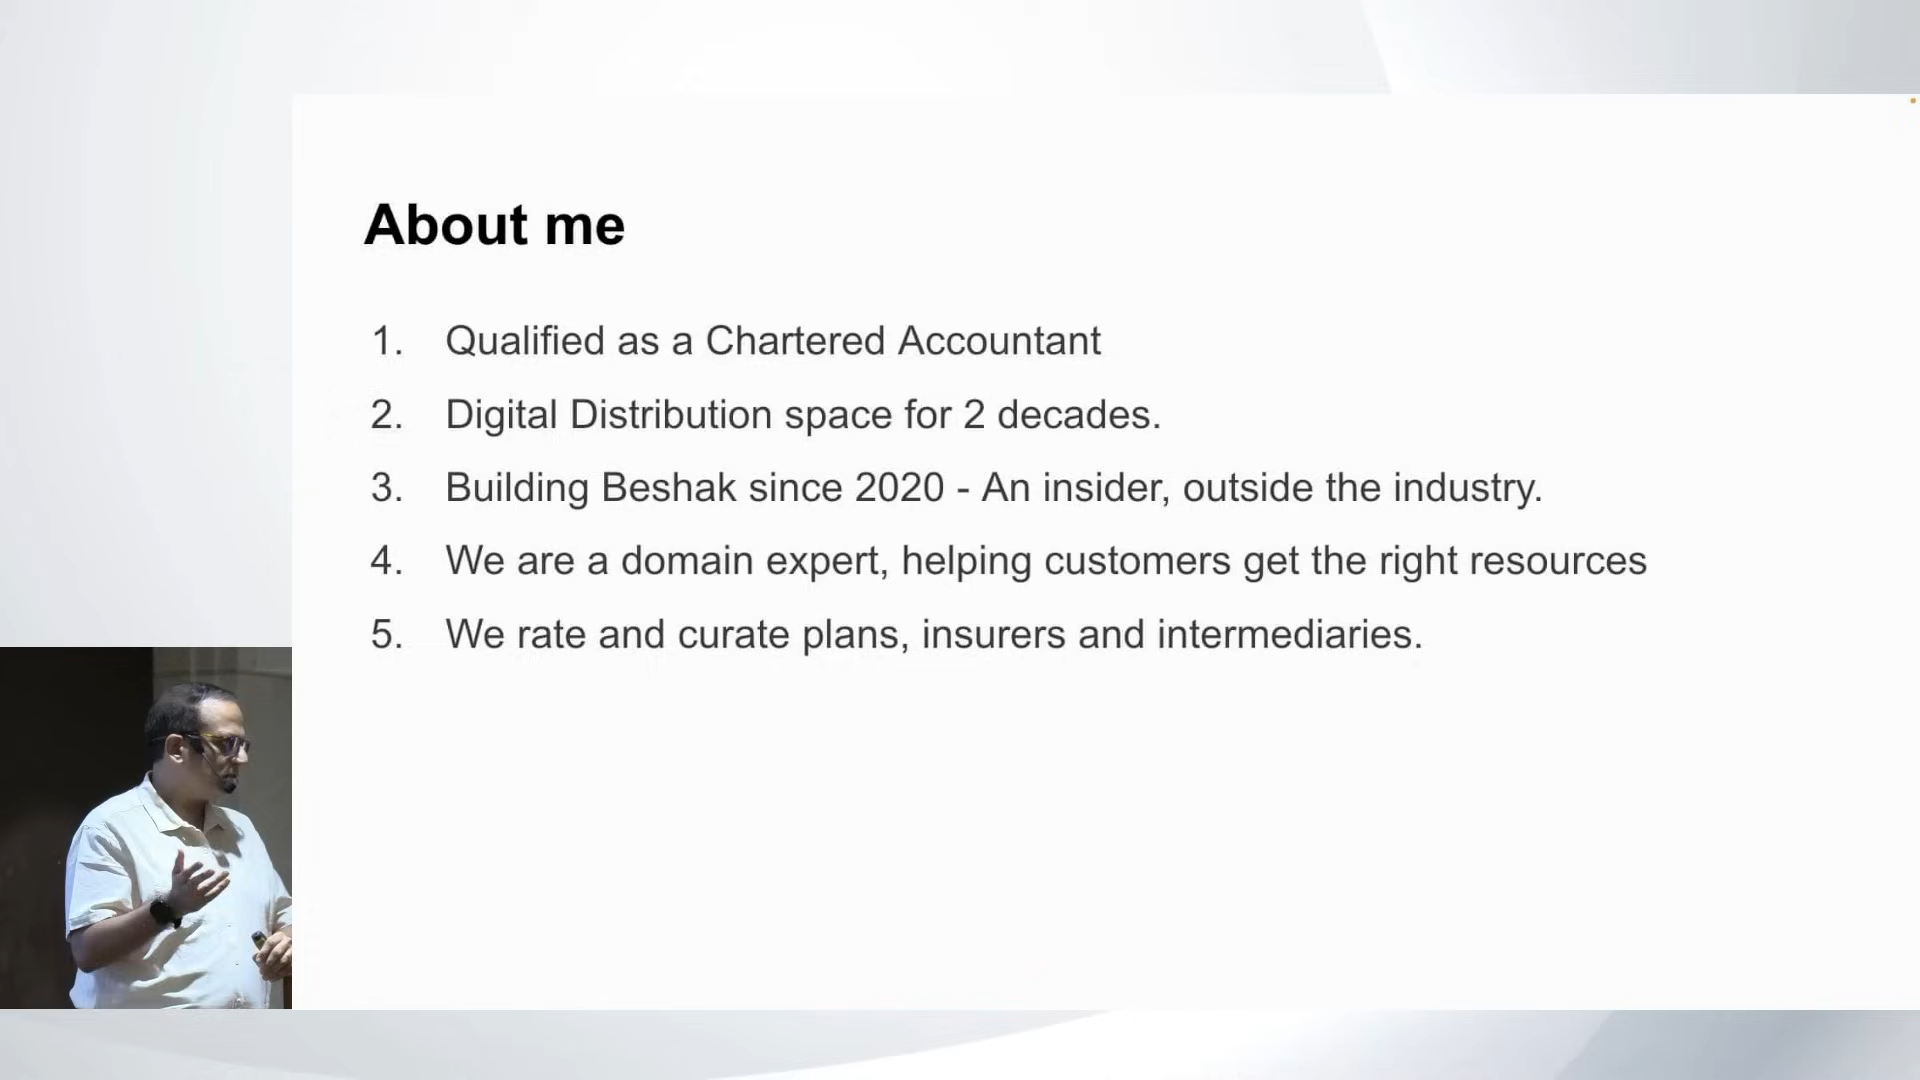 About me
1. Qualified as a Chartered Accountant
2. Digital Distribution space for 2 decades.
3. Building Beshak since 2020 - An insider, outside the industry.
4. We are a domain expert, helping customers get the right resources
5. We rate and curate plans, insurers and intermediaries.